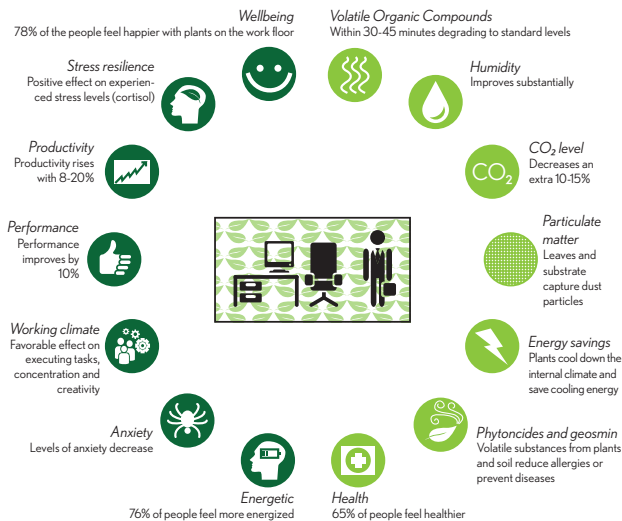 Wellbeing
78% of the people feel happier with plants on the work floor
Volatile Organic Compounds
Within 30-45 minutes degrading to standard levels
Stress resilience
Positive effect on experien-
ced stress levels (cortisol)
Humidity
Improves substantially
Productivity
Productivity rises
with 8-20%
CO₂
CO₂ level
Decreases an
extra 10-15%
Performance
Performance
improves by
10%
Particulate
matter
Leaves and
substrate
capture dust
particles
Working climate
Favorable effect on
executing tasks,
concentration and
creativity
Energy savings
Plants cool down the
internal climate and
save cooling energy
Anxiety
Levels of anxiety decrease
Phytoncides and geosmin
Volatile substances from plants
and soil reduce allergies or
prevent diseases
Energetic
76% of people feel more energized
Health
65% of people feel healthier